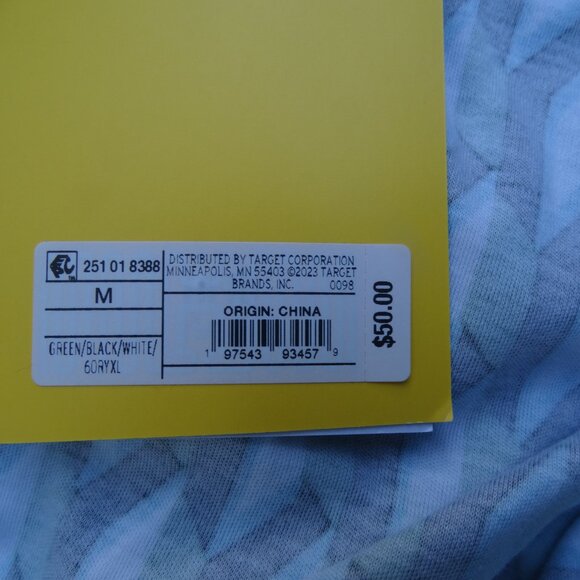 251 01 8388
M
GREEN/BLACK/WHITE/
60RYXL
DISTRIBUTED BY TARGET CORPORATION
MINNEAPOLIS, MN 55403 ©2023 TARGET
BRANDS, INC. 0098
ORIGIN: CHINA
1 97543 93457 9
$50.00